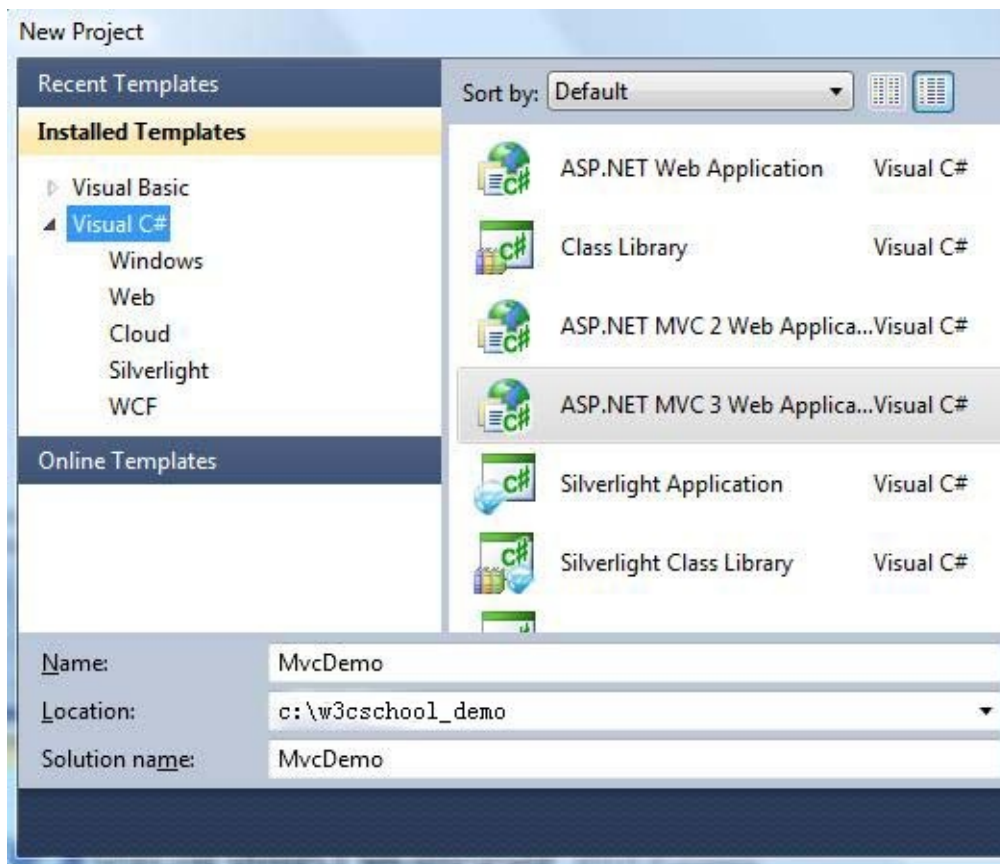 New Project
Recent Templates
Installed Templates
Visual Basic
Visual C#
Windows
Web
Cloud
Silverlight
WCF
Online Templates
Sort by: Default
ASP.NET Web Application Visual C#
Class Library Visual C#
ASP.NET MVC 2 Web Applica...Visual C#
ASP.NET MVC 3 Web Applica...Visual C#
Silverlight Application Visual C#
Silverlight Class Library Visual C#
Name: MvcDemo
Location: c:\w3cschool_demo
Solution name: MvcDemo